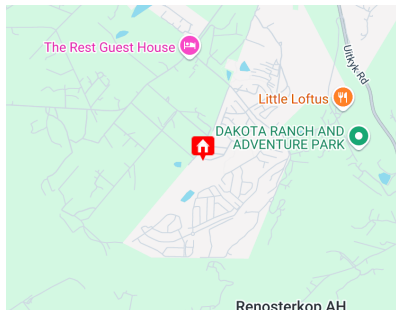 The Rest Guest House
Uitkyk Rd
Little Loftus
DAKOTA RANCH AND
ADVENTURE PARK
Renosterkop AH